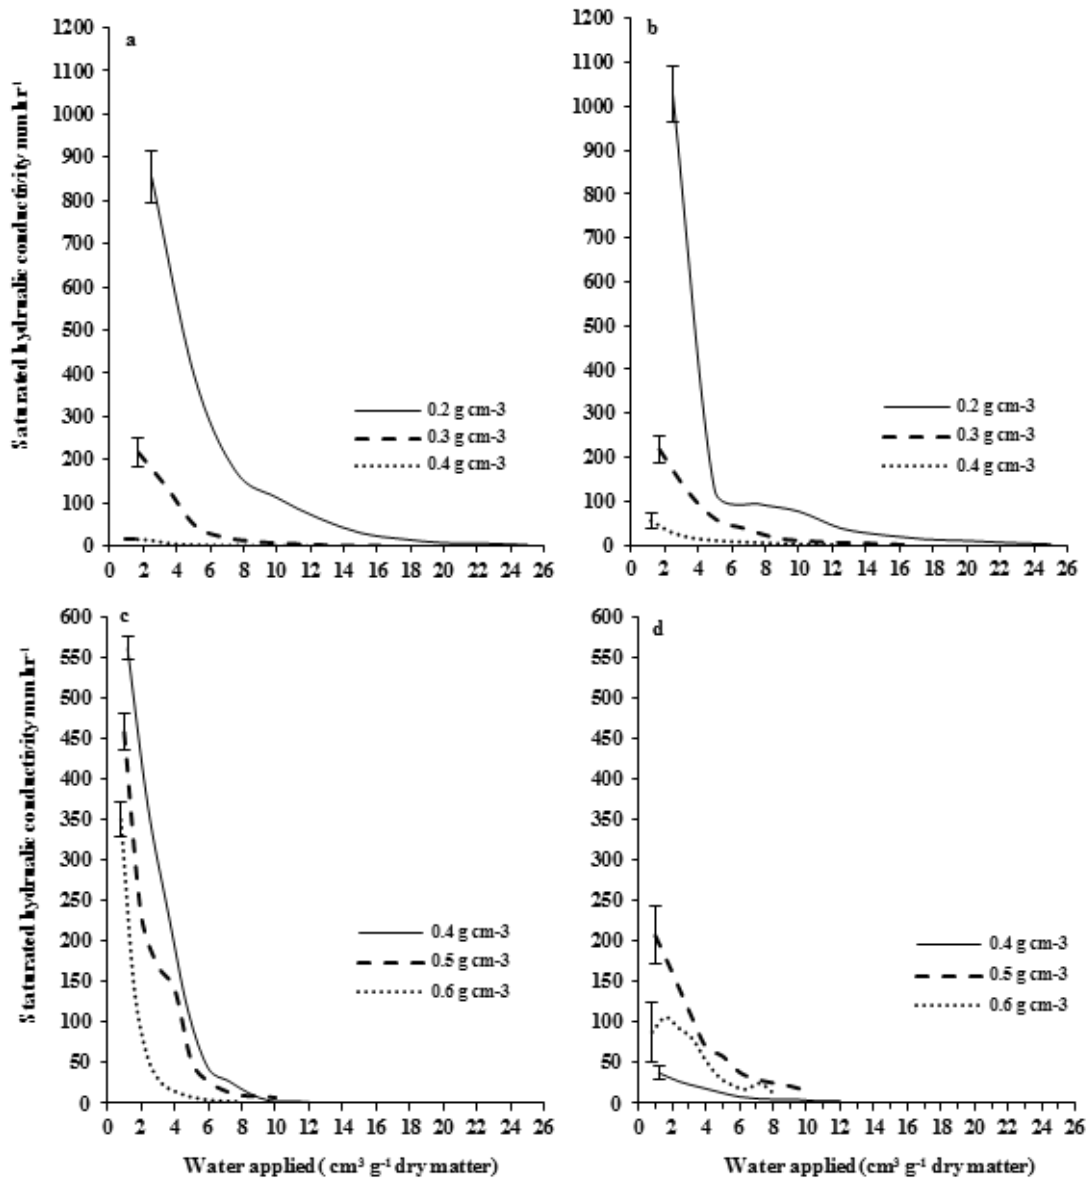 Saturated hydrualic conductivity mm hr⁻¹
1200
1100
1000
900
800
700
600
500
400
300
200
100
0
a
0.2 g cm-3
0.3 g cm-3
0.4 g cm-3
0 2 4 6 8 10 12 14 16 18 20 22 24 26
1200
1100
1000
900
800
700
600
500
400
300
200
100
0
b
0.2 g cm-3
0.3 g cm-3
0.4 g cm-3
0 2 4 6 8 10 12 14 16 18 20 22 24 26
Staturated hydrualic conductivity mm hr⁻¹
600
550
500
450
400
350
300
250
200
150
100
50
0
c
0.4 g cm-3
0.5 g cm-3
0.6 g cm-3
0 2 4 6 8 10 12 14 16 18 20 22 24 26
Water applied ( cm³ g⁻¹ dry matter)
600
550
500
450
400
350
300
250
200
150
100
50
0
d
0.4 g cm-3
0.5 g cm-3
0.6 g cm-3
0 2 4 6 8 10 12 14 16 18 20 22 24 26
Water applied (cm³ g⁻¹ dry matter)